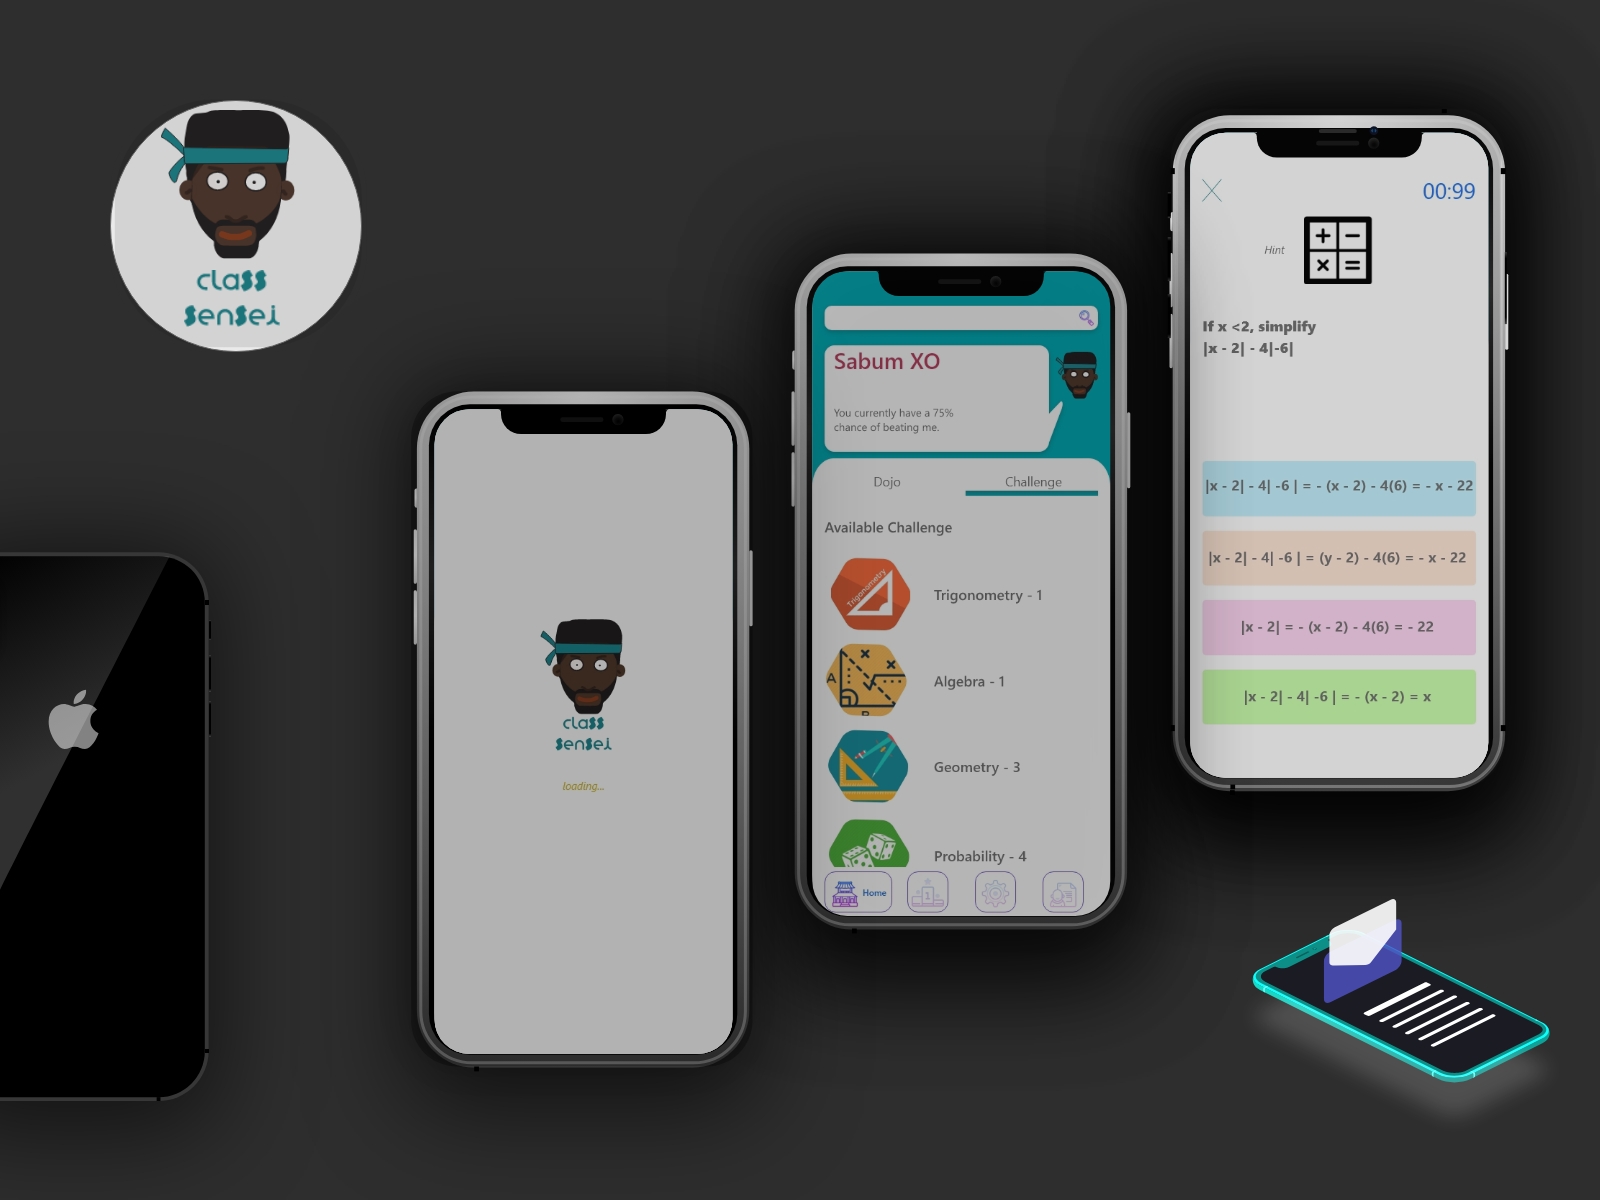 class
sensei
class
sensei
loading...
Sabum XO
You currently have a 75%
chance of beating me.
Dojo
Challenge
Available Challenge
Trigonometry
Trigonometry - 1
A
B
Algebra - 1
Geometry - 3
Probability - 4
Home
1
00:99
Hint
If x <2, simplify
|x - 2| - 4|-6|
|x - 2| - 4| -6 | = - (x - 2) - 4(6) = - x - 22
|x - 2| - 4| -6 | = (y - 2) - 4(6) = - x - 22
|x - 2| = - (x - 2) - 4(6) = - 22
|x - 2| - 4| -6 | = - (x - 2) = x